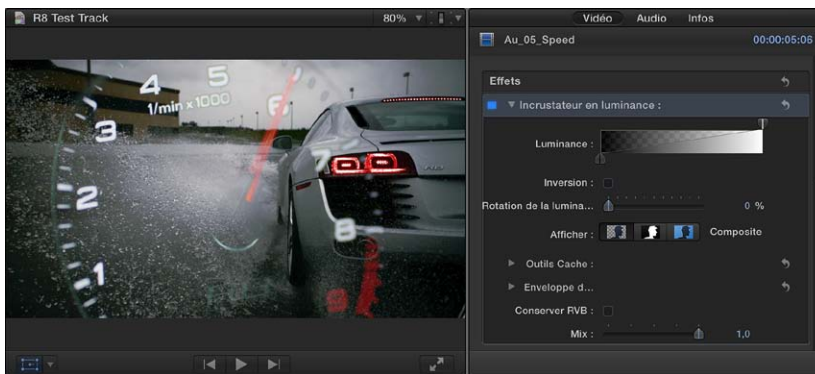 R8 Test Track
80%
4
5
1/min x 1000
6
3
7
2
8
1
9
Vidéo Audio Infos
Au_05_Speed 00:00:05:06
Effets
Incrustateur en luminance :
Luminance :
Inversion :
Rotation de la lumina... 0 %
Afficher : Composite
Outils Cache :
Enveloppe d...
Conserver RVB :
Mix : 1,0